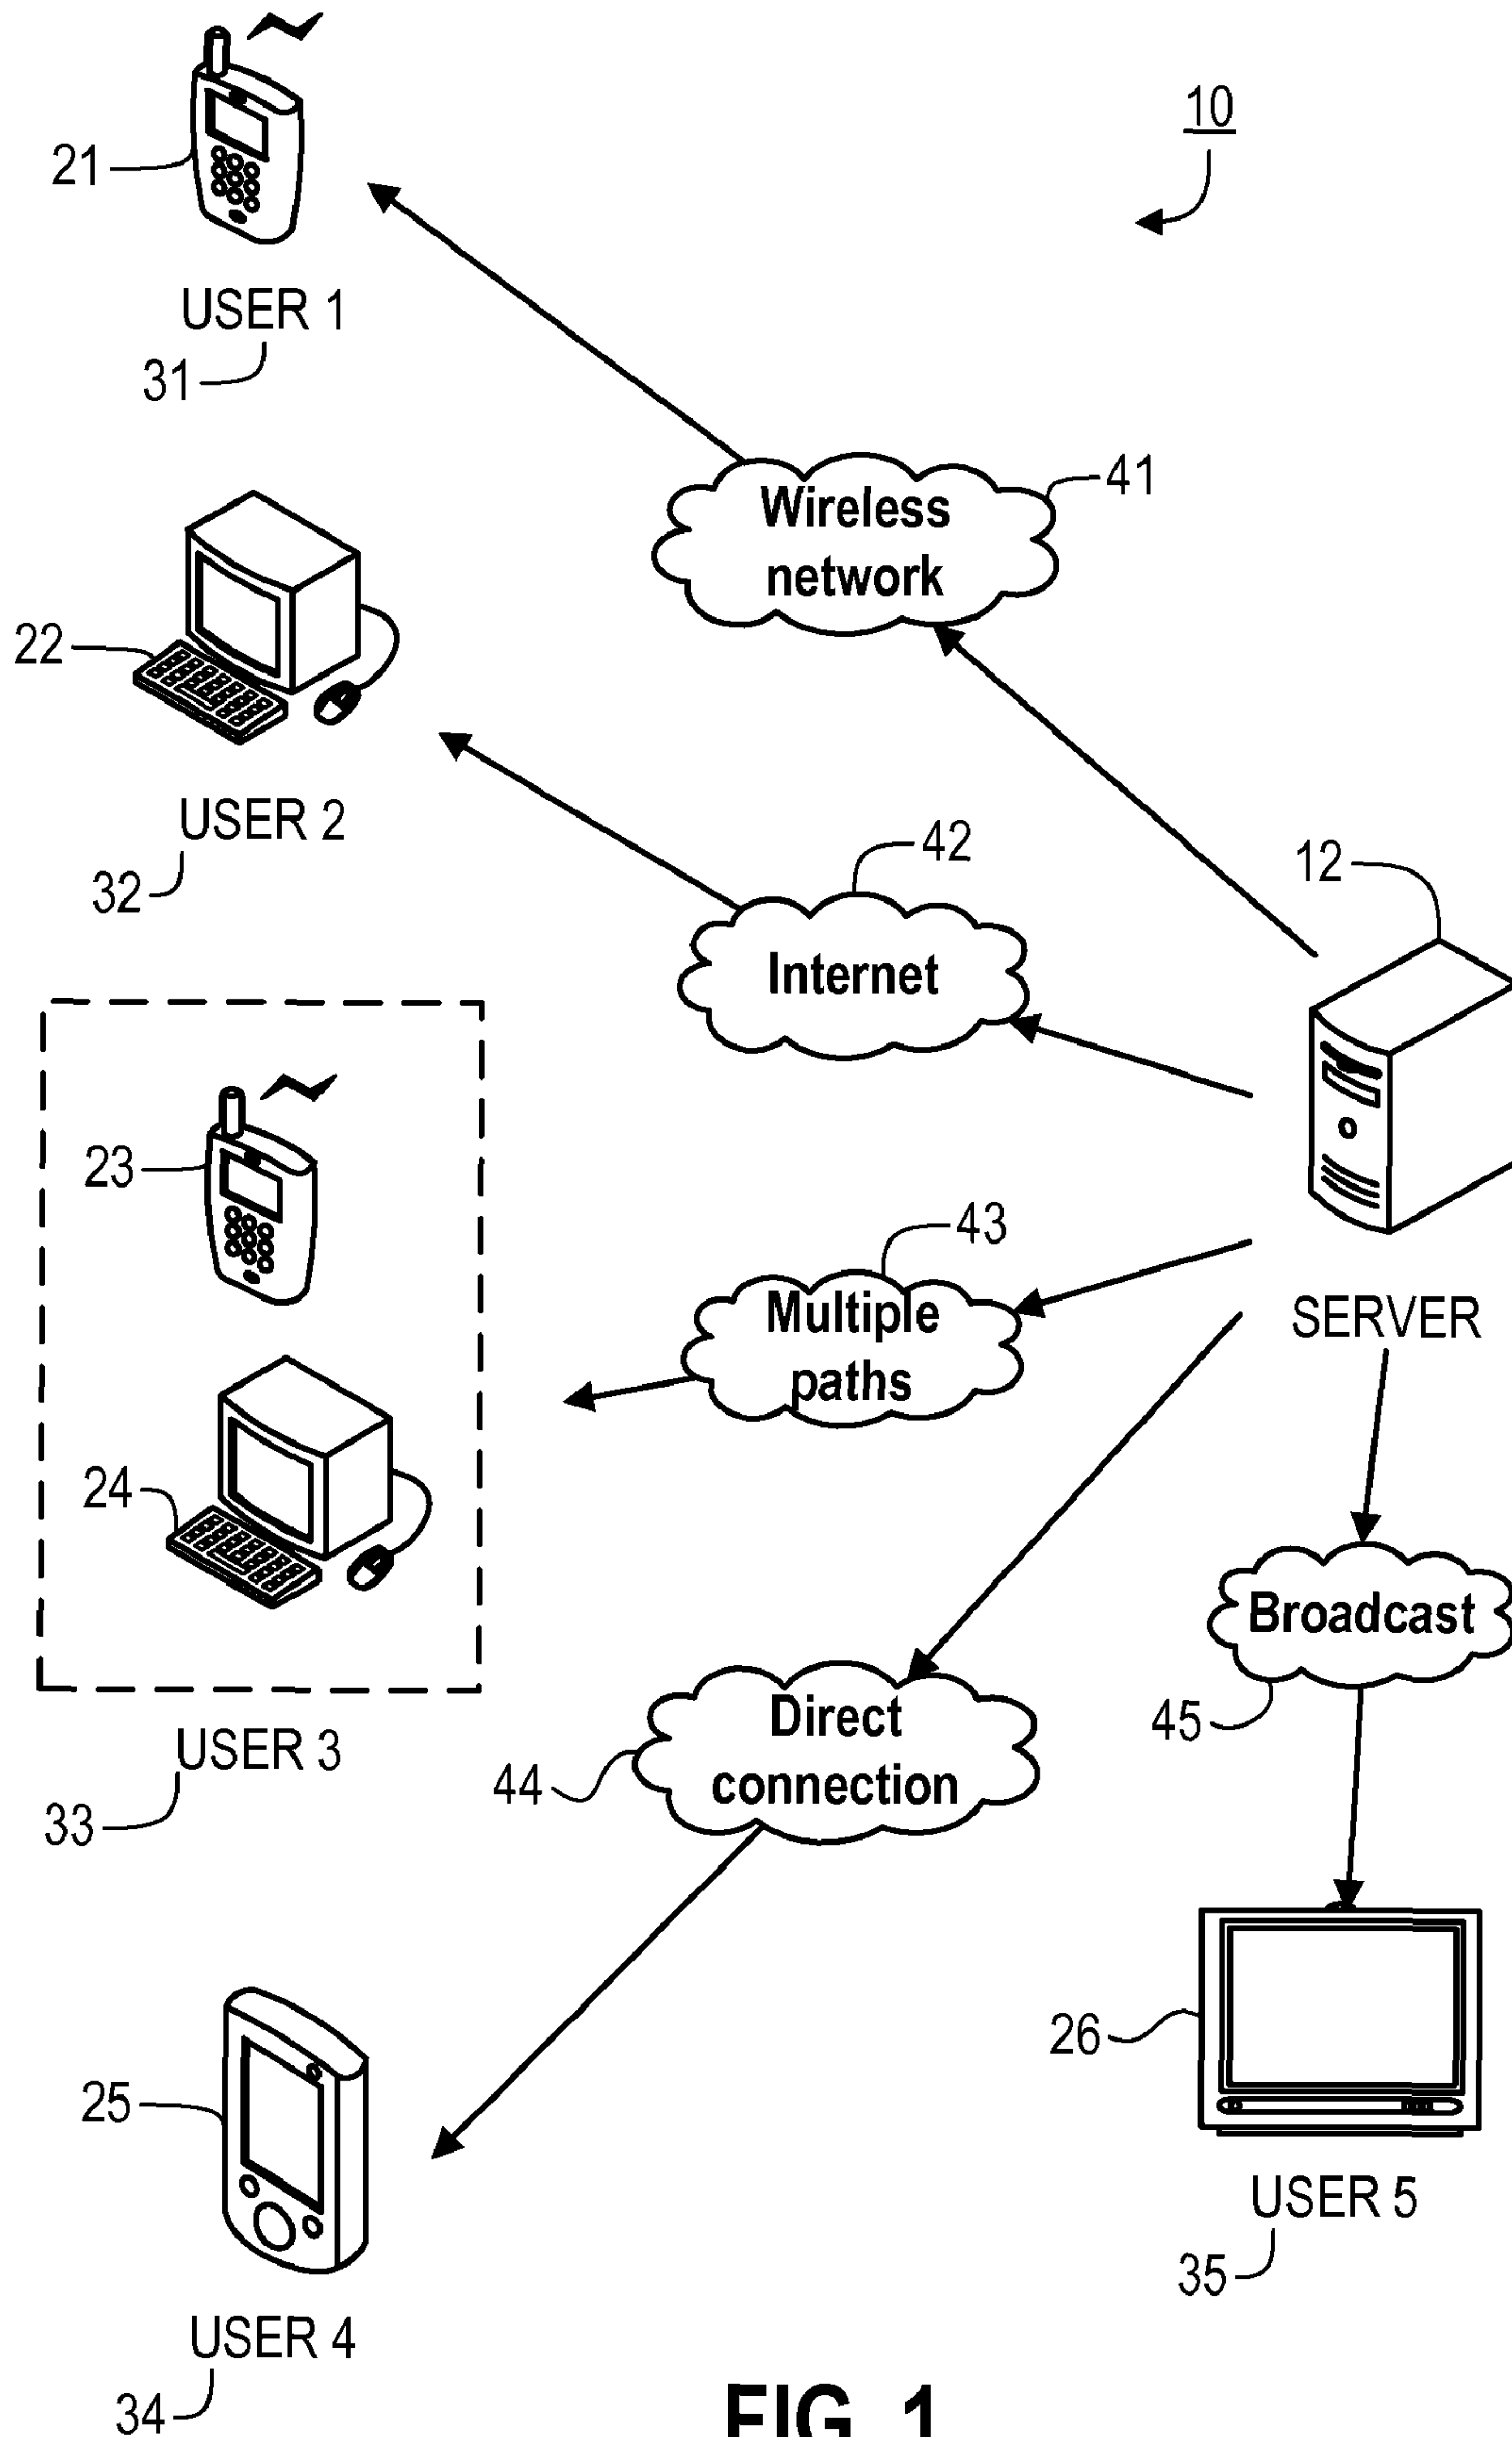 10
21
USER 1
31
Wireless
network
41
22
USER 2
32
42
Internet
12
23
43
Multiple
paths
SERVER
24
Broadcast
45
USER 3
33
Direct
connection
44
26
25
USER 5
35
USER 4
34
FIG. 1